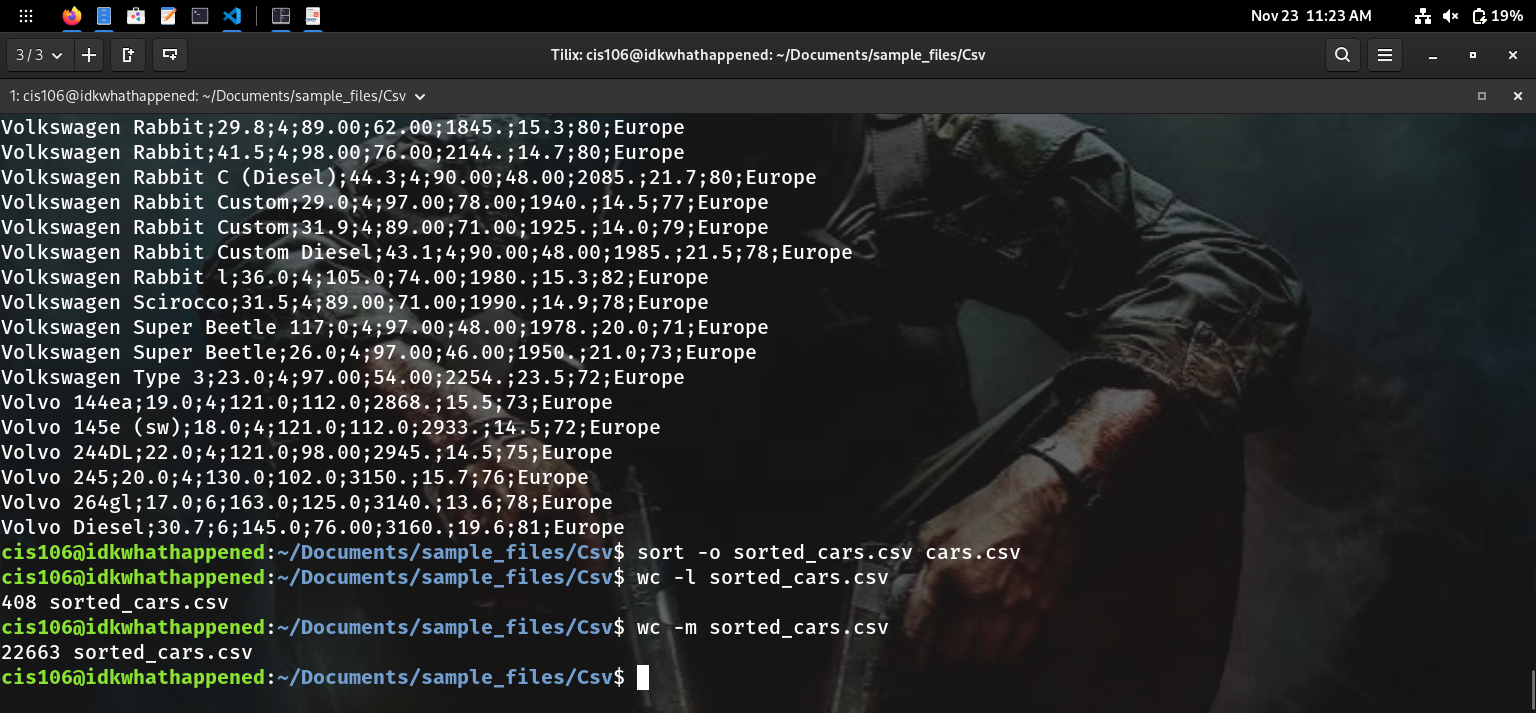 Nov 23 11:23 AM
19%
3 / 3
Tilix: cis106@idkwhathappened: ~/Documents/sample_files/Csv
1: cis106@idkwhathappened: ~/Documents/sample_files/Csv
Volkswagen Rabbit;29.8;4;89.00;62.00;1845.;15.3;80;Europe
Volkswagen Rabbit;41.5;4;98.00;76.00;2144.;14.7;80;Europe
Volkswagen Rabbit C (Diesel);44.3;4;90.00;48.00;2085.;21.7;80;Europe
Volkswagen Rabbit Custom;29.0;4;97.00;78.00;1940.;14.5;77;Europe
Volkswagen Rabbit Custom;31.9;4;89.00;71.00;1925.;14.0;79;Europe
Volkswagen Rabbit Custom Diesel;43.1;4;90.00;48.00;1985.;21.5;78;Europe
Volkswagen Rabbit l;36.0;4;105.0;74.00;1980.;15.3;82;Europe
Volkswagen Scirocco;31.5;4;89.00;71.00;1990.;14.9;78;Europe
Volkswagen Super Beetle 117;0;4;97.00;48.00;1978.;20.0;71;Europe
Volkswagen Super Beetle;26.0;4;97.00;46.00;1950.;21.0;73;Europe
Volkswagen Type 3;23.0;4;97.00;54.00;2254.;23.5;72;Europe
Volvo 144ea;19.0;4;121.0;112.0;2868.;15.5;73;Europe
Volvo 145e (sw);18.0;4;121.0;112.0;2933.;14.5;72;Europe
Volvo 244DL;22.0;4;121.0;98.00;2945.;14.5;75;Europe
Volvo 245;20.0;4;130.0;102.0;3150.;15.7;76;Europe
Volvo 264gl;17.0;6;163.0;125.0;3140.;13.6;78;Europe
Volvo Diesel;30.7;6;145.0;76.00;3160.;19.6;81;Europe
cis106@idkwhathappened:~/Documents/sample_files/Csv$ sort -o sorted_cars.csv cars.csv
cis106@idkwhathappened:~/Documents/sample_files/Csv$ wc -l sorted_cars.csv
408 sorted_cars.csv
cis106@idkwhathappened:~/Documents/sample_files/Csv$ wc -m sorted_cars.csv
22663 sorted_cars.csv
cis106@idkwhathappened:~/Documents/sample_files/Csv$